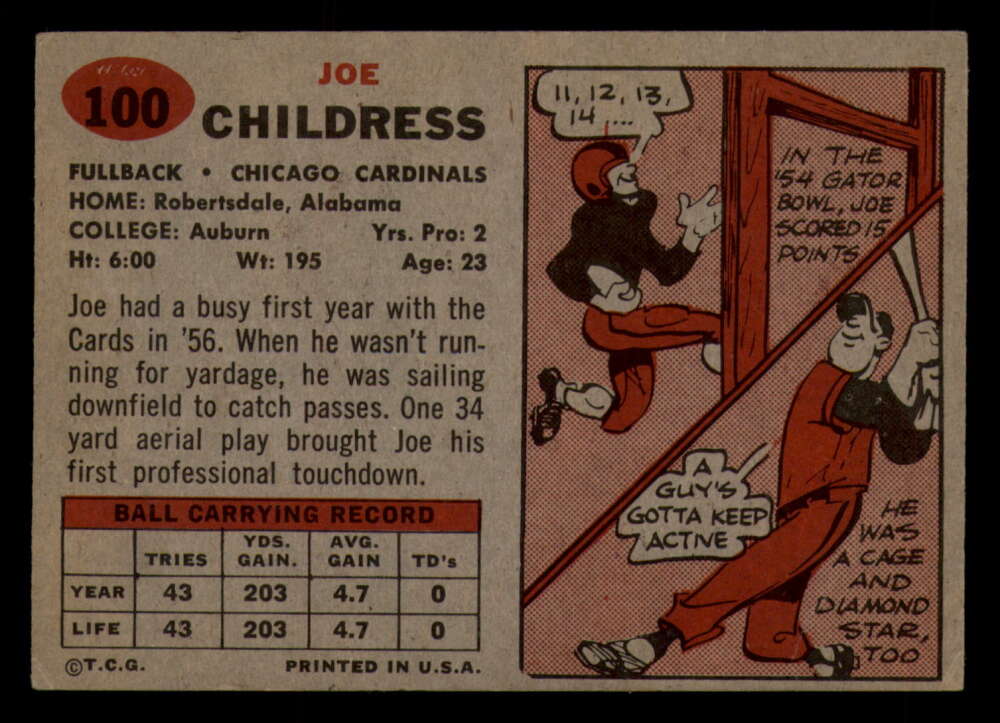 100
JOE
CHILDRESS
FULLBACK • CHICAGO CARDINALS
HOME: Robertsdale, Alabama
COLLEGE: Auburn Yrs. Pro: 2
Ht: 6:00 Wt: 195 Age: 23
Joe had a busy first year with the
Cards in '56. When he wasn't run-
ning for yardage, he was sailing
downfield to catch passes. One 34
yard aerial play brought Joe his
first professional touchdown.
BALL CARRYING RECORD
TRIES YDS. GAIN. AVG. GAIN TD's
YEAR 43 203 4.7 0
LIFE 43 203 4.7 0
©T.C.G. PRINTED IN U.S.A.
11, 12, 13,
14 ...
IN THE
'54 GATOR
BOWL, JOE
SCORED 15
POINTS
A
GUY'S
GOTTA KEEP
ACTIVE
HE
WAS
A CAGE
AND
DIAMOND
STAR,
TOO